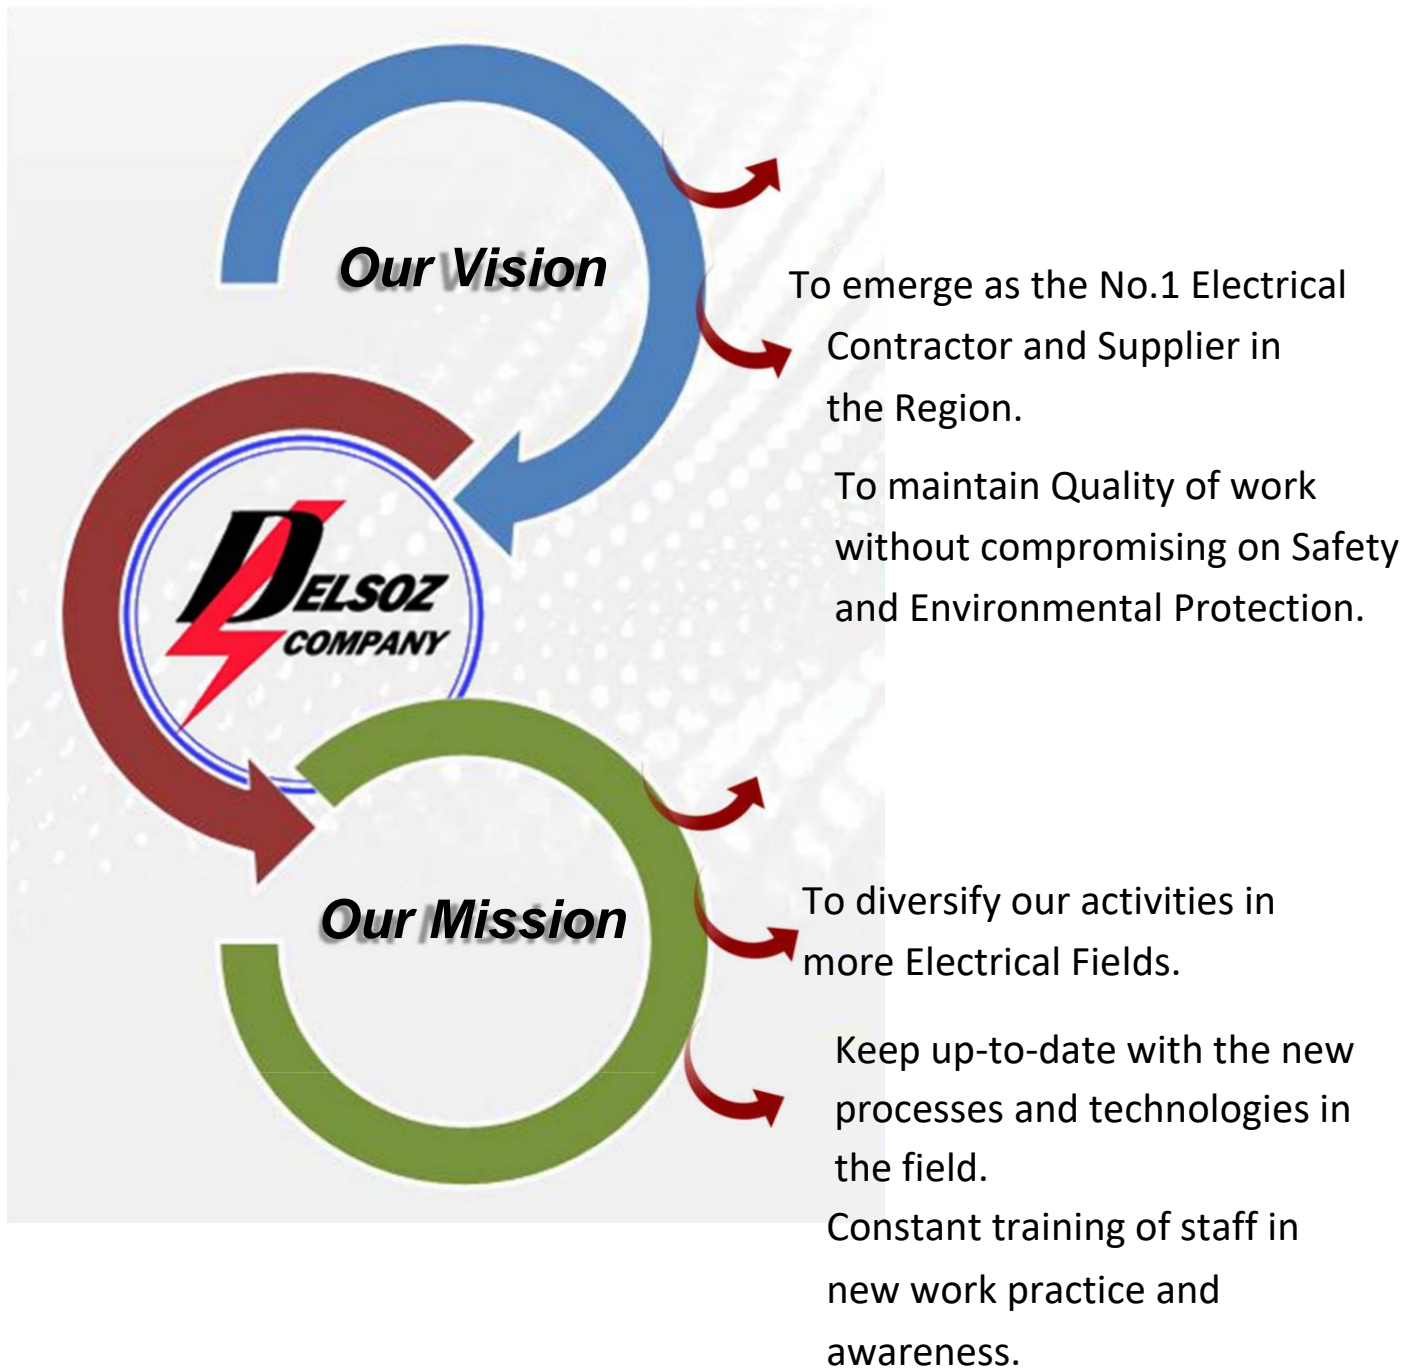 Our Vision
To emerge as the No.1 Electrical
Contractor and Supplier in
the Region.
To maintain Quality of work
without compromising on Safety
and Environmental Protection.
DELSOZ
COMPANY
Our Mission
To diversify our activities in
more Electrical Fields.
Keep up-to-date with the new
processes and technologies in
the field.
Constant training of staff in
new work practice and
awareness.